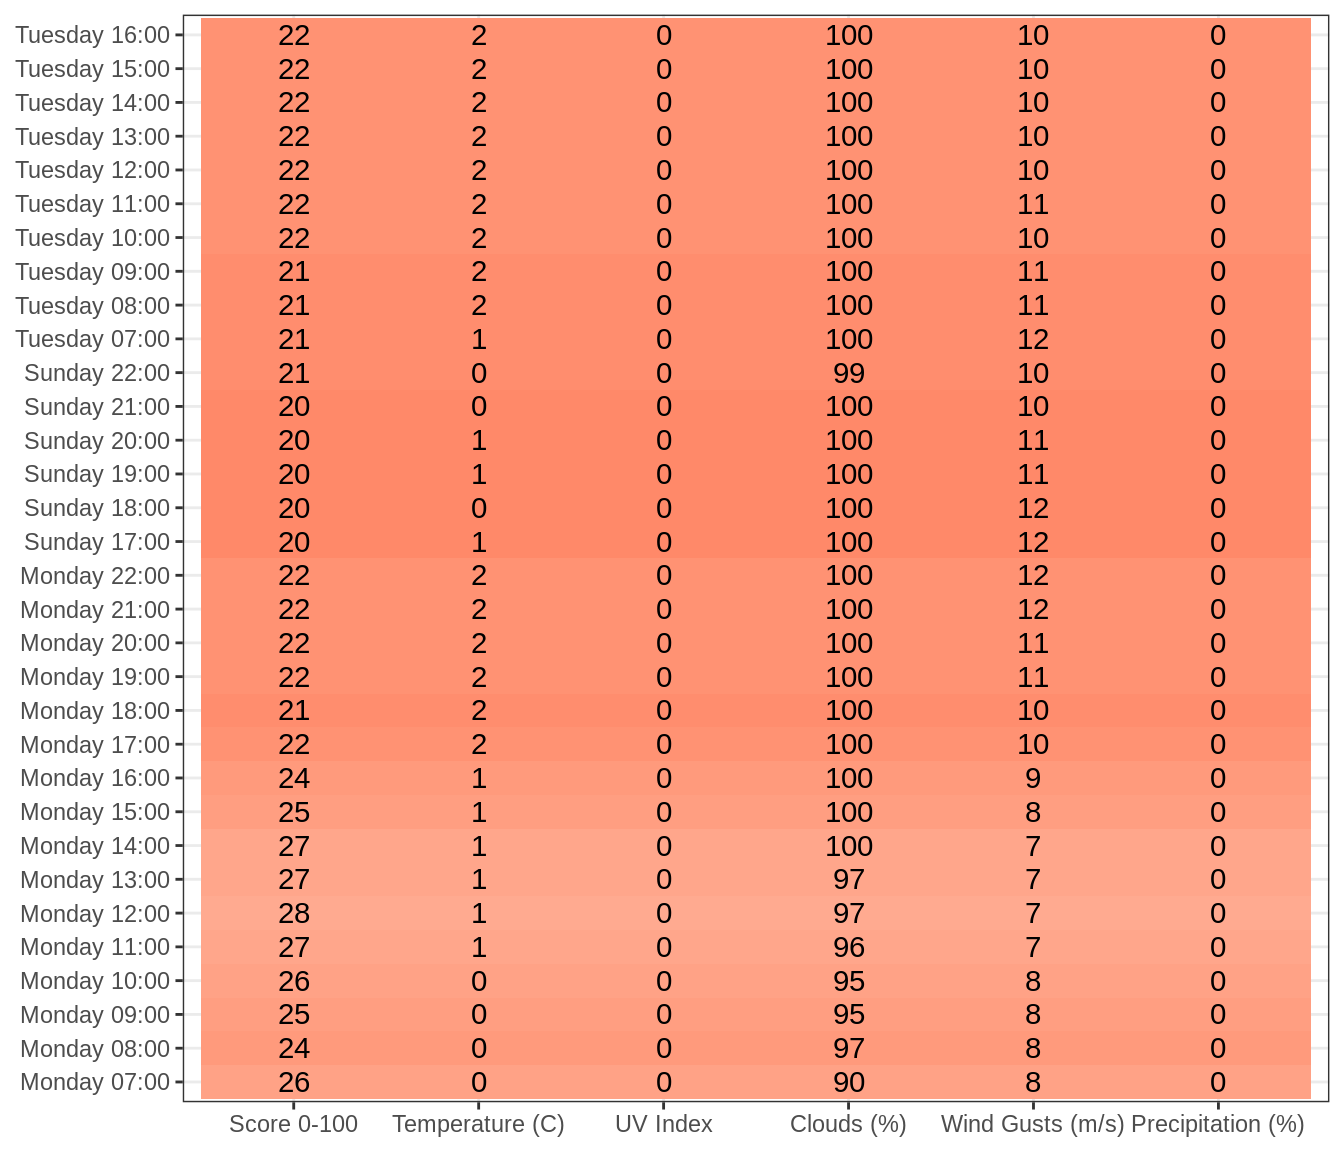 Tuesday 16:00 22 2 0 100 10 0
Tuesday 15:00 22 2 0 100 10 0
Tuesday 14:00 22 2 0 100 10 0
Tuesday 13:00 22 2 0 100 10 0
Tuesday 12:00 22 2 0 100 10 0
Tuesday 11:00 22 2 0 100 11 0
Tuesday 10:00 22 2 0 100 10 0
Tuesday 09:00 21 2 0 100 11 0
Tuesday 08:00 21 2 0 100 11 0
Tuesday 07:00 21 1 0 100 12 0
Sunday 22:00 21 0 0 99 10 0
Sunday 21:00 20 0 0 100 10 0
Sunday 20:00 20 1 0 100 11 0
Sunday 19:00 20 1 0 100 11 0
Sunday 18:00 20 0 0 100 12 0
Sunday 17:00 20 1 0 100 12 0
Monday 22:00 22 2 0 100 12 0
Monday 21:00 22 2 0 100 12 0
Monday 20:00 22 2 0 100 11 0
Monday 19:00 22 2 0 100 11 0
Monday 18:00 21 2 0 100 10 0
Monday 17:00 22 2 0 100 10 0
Monday 16:00 24 1 0 100 9 0
Monday 15:00 25 1 0 100 8 0
Monday 14:00 27 1 0 100 7 0
Monday 13:00 27 1 0 97 7 0
Monday 12:00 28 1 0 97 7 0
Monday 11:00 27 1 0 96 7 0
Monday 10:00 26 0 0 95 8 0
Monday 09:00 25 0 0 95 8 0
Monday 08:00 24 0 0 97 8 0
Monday 07:00 26 0 0 90 8 0
Score 0-100 Temperature (C) UV Index Clouds (%) Wind Gusts (m/s) Precipitation (%)